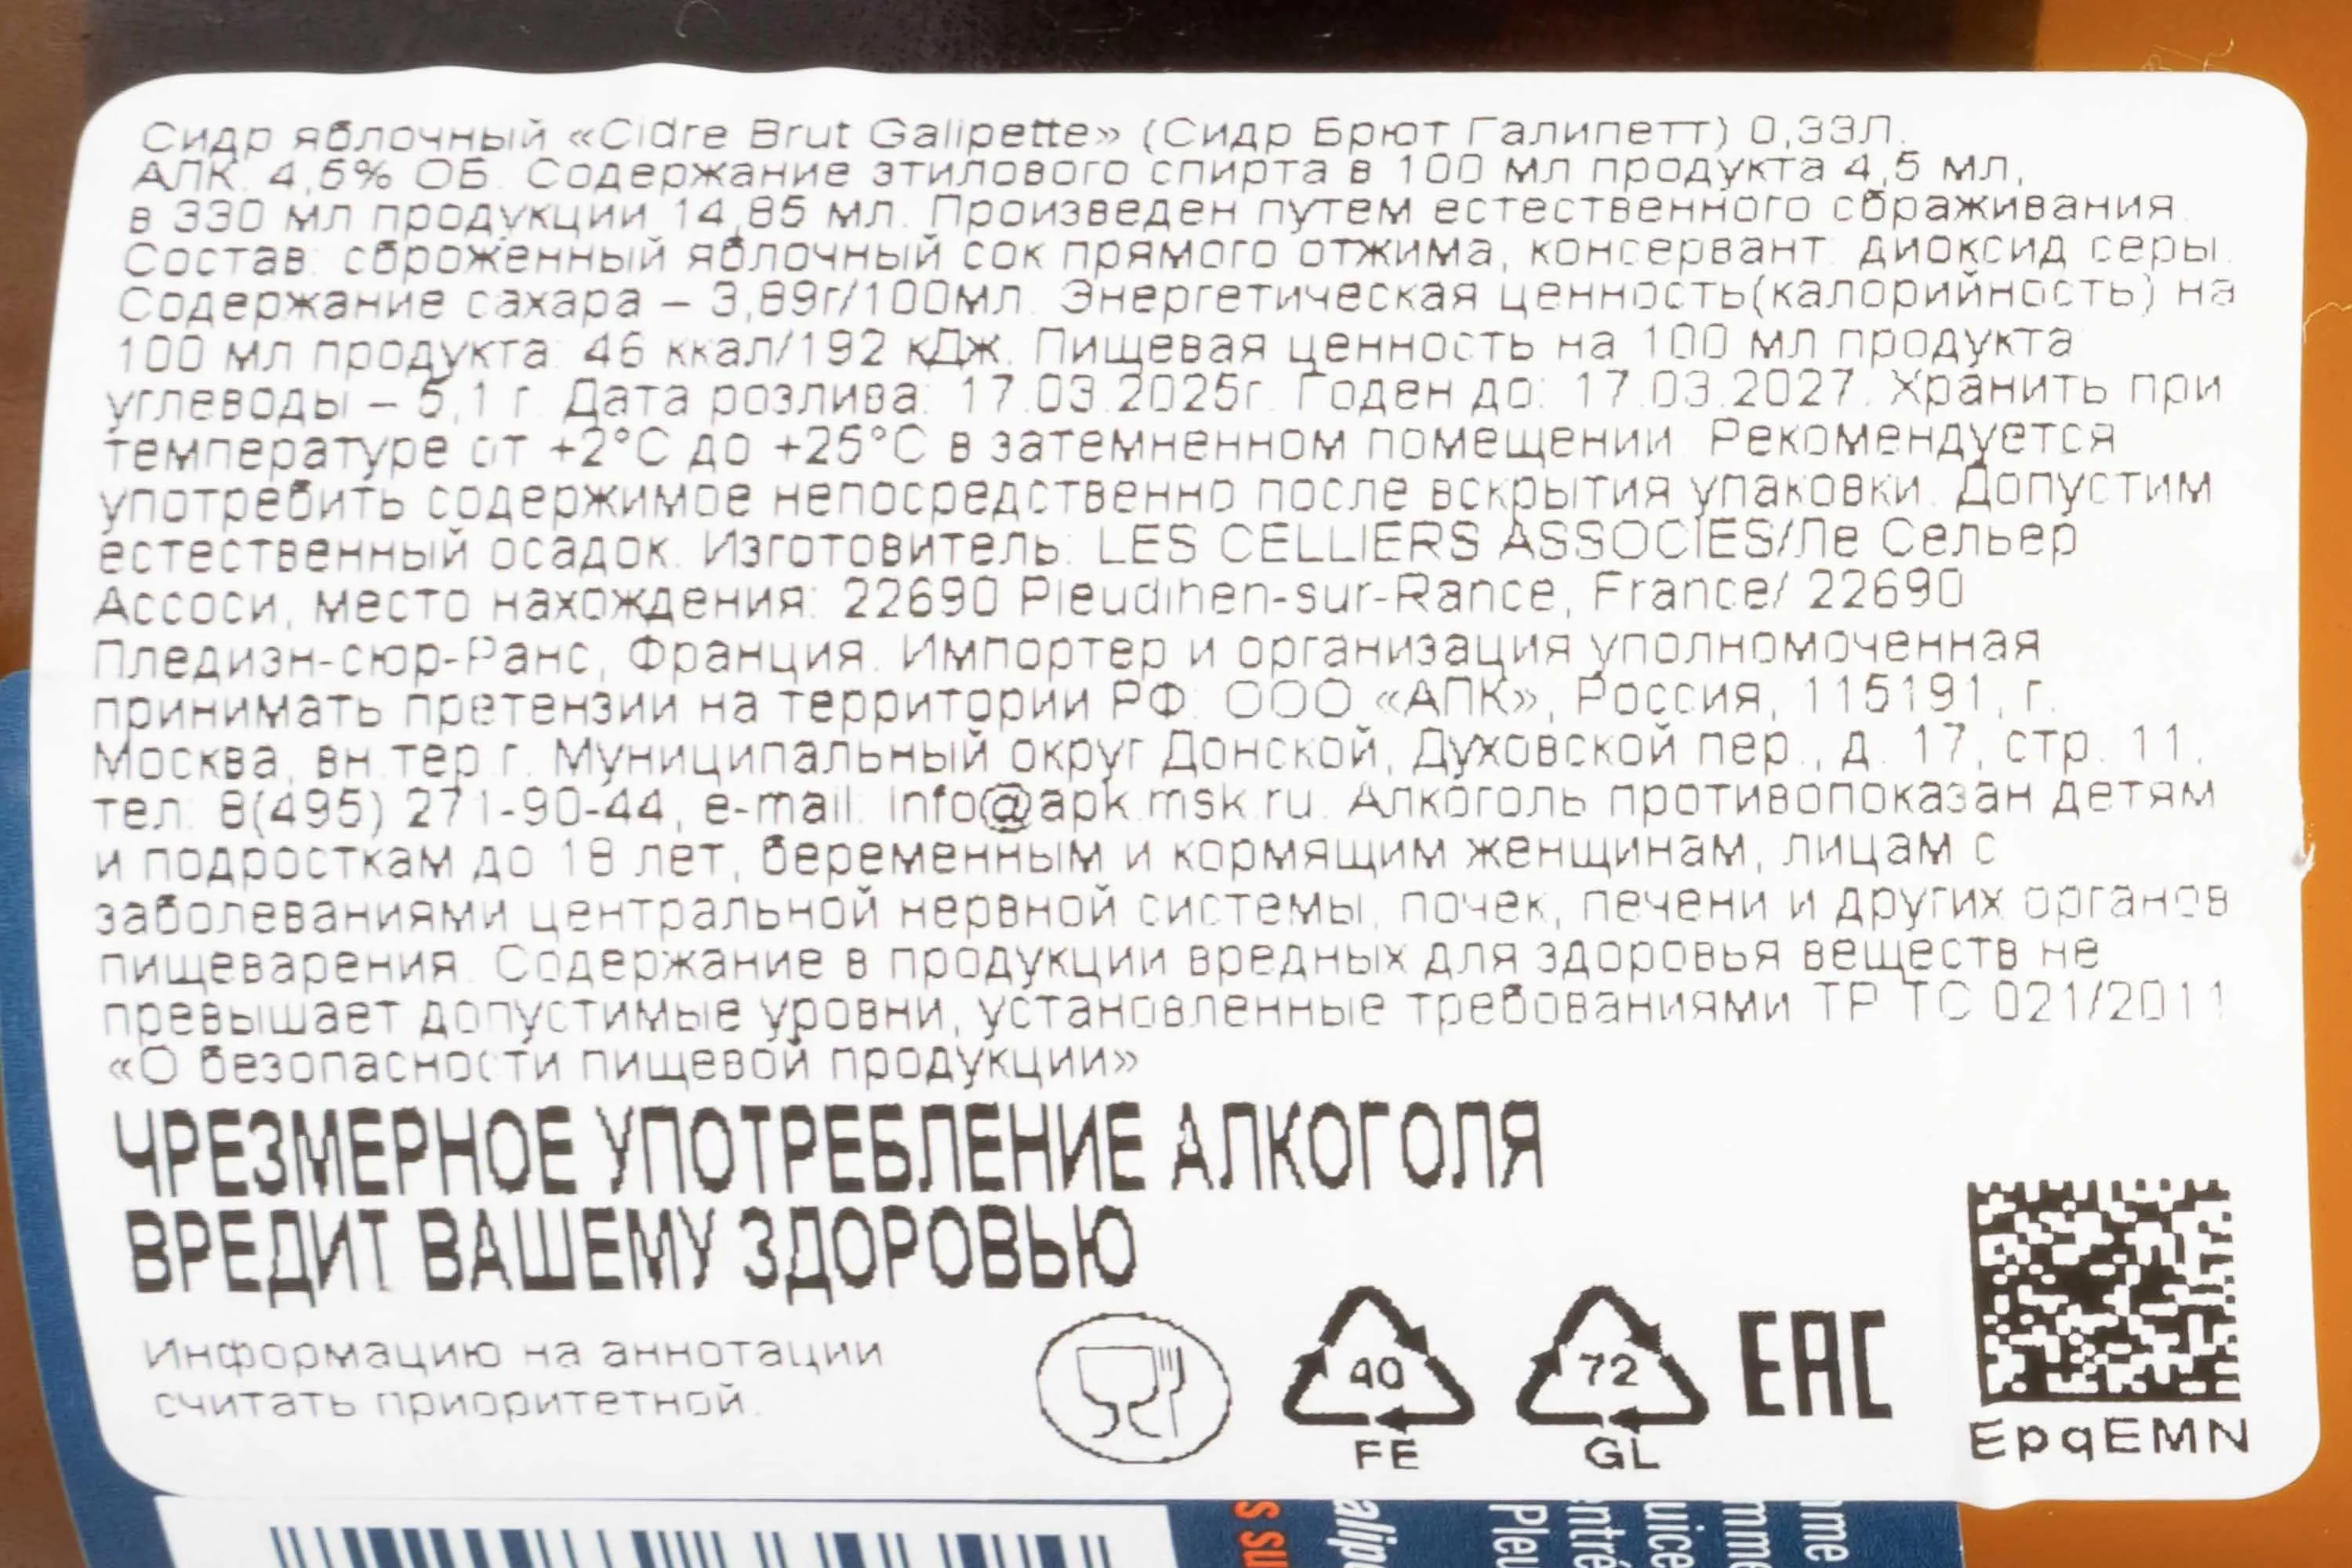 Сидр яблочный «Cidre Brut Galipette» (Сидр Брют Галипетт) 0,33Л.
АЛК. 4,5% ОБ. Содержание этилового спирта в 100 мл продукта 4,5 мл,
в 330 мл продукции 14,85 мл. Произведен путем естественного сбраживания.
Состав: сброженный яблочный сок прямого отжима, консервант: диоксид серы.
Содержание сахара – 3,89г/100мл. Энергетическая ценность(калорийность) на
100 мл продукта: 46 ккал/192 кДж. Пищевая ценность на 100 мл продукта:
углеводы – 5,1 г. Дата розлива: 17.03.2025г. Годен до: 17.03.2027. Хранить при
температуре от +2°С до +25°С в затемненном помещении. Рекомендуется
употребить содержимое непосредственно после вскрытия упаковки. Допустим
естественный осадок. Изготовитель: LES CELLIERS ASSOCIES/Ле Сельер
Ассоси, место нахождения: 22690 Pleudihen-sur-Rance, France/ 22690
Пледиэн-сюр-Ранс, Франция. Импортер и организация уполномоченная
принимать претензии на территории РФ: ООО «АПК», Россия, 115191, г.
Москва, вн.тер.г. Муниципальный округ Донской, Духовской пер., д. 17, стр. 11,
тел.: 8(495) 271-90-44, e-mail: info@apk.msk.ru. Алкоголь противопоказан детям
и подросткам до 18 лет, беременным и кормящим женщинам, лицам с
заболеваниями центральной нервной системы, почек, печени и других органов
пищеварения. Содержание в продукции вредных для здоровья веществ не
превышает допустимые уровни, установленные требованиями ТР ТС 021/2011
«О безопасности пищевой продукции»
ЧРЕЗМЕРНОЕ УПОТРЕБЛЕНИЕ АЛКОГОЛЯ
ВРЕДИТ ВАШЕМУ ЗДОРОВЬЮ
Информацию на аннотации
считать приоритетной.
40
FE
72
GL
EAC
EpqEMN